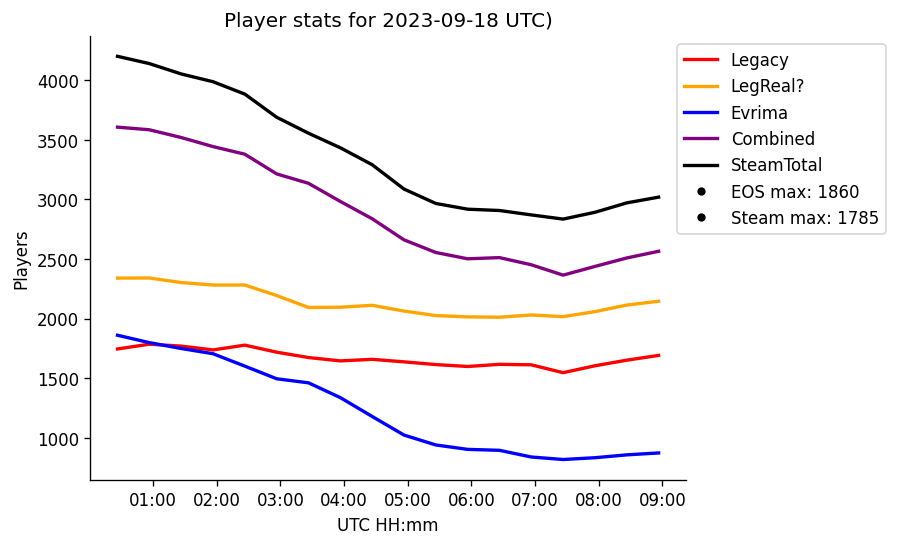 Player stats for 2023-09-18 UTC)
Legacy
LegReal?
Evrima
Combined
SteamTotal
EOS max: 1860
Steam max: 1785
Players
4000
3500
3000
2500
2000
1500
1000
01:00 02:00 03:00 04:00 05:00 06:00 07:00 08:00 09:00
UTC HH:mm